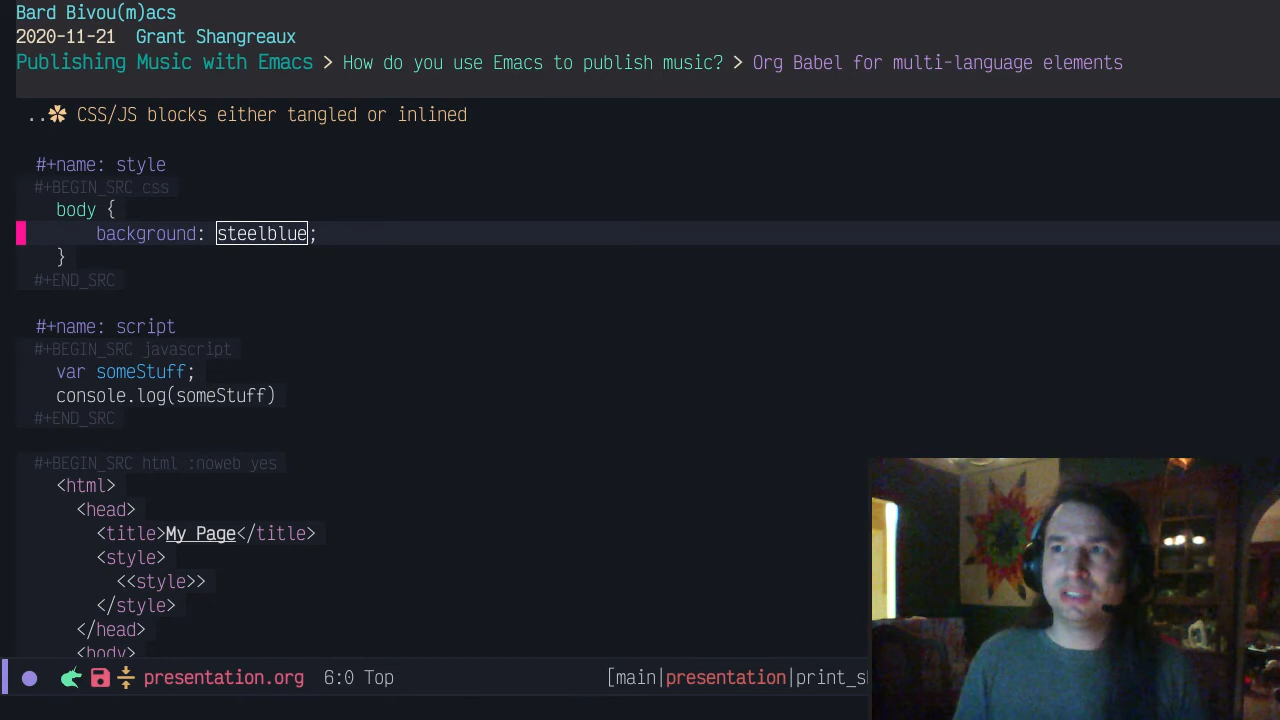 Bard Bivou(m)acs
2020-11-21 Grant Shangreaux
Publishing Music with Emacs > How do you use Emacs to publish music? > Org Babel for multi-language elements
..✽ CSS/JS blocks either tangled or inlined
#+name: style
#+BEGIN_SRC css
body {
background: steelblue;
}
#+END_SRC
#+name: script
#+BEGIN_SRC javascript
var someStuff;
console.log(someStuff)
#+END_SRC
#+BEGIN_SRC html :noweb yes
<html>
<head>
<title>My Page</title>
<style>
<<style>>
</style>
</head>
<body>
presentation.org 6:0 Top [main|presentation|print_s